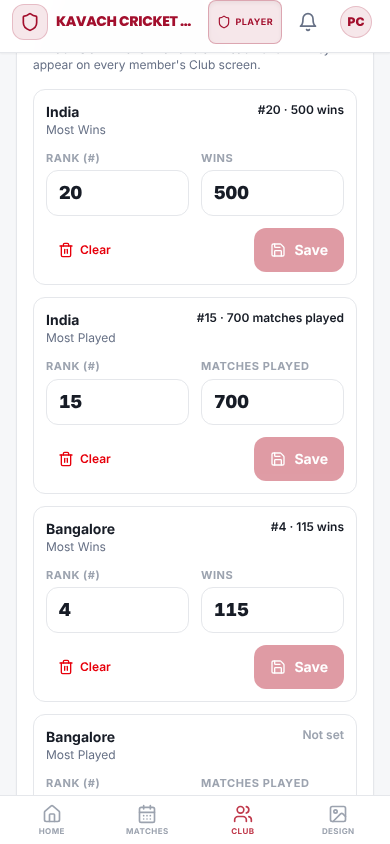 KAVACH CRICKET ...
PLAYER
PC
appear on every member's Club screen.
India
#20 · 500 wins
Most Wins
RANK (#)
WINS
20
500
Clear
Save
India
#15 · 700 matches played
Most Played
RANK (#)
MATCHES PLAYED
15
700
Clear
Save
Bangalore
#4 · 115 wins
Most Wins
RANK (#)
WINS
4
115
Clear
Save
Bangalore
Not set
Most Played
RANK (#)
MATCHES PLAYED
HOME
MATCHES
CLUB
DESIGN